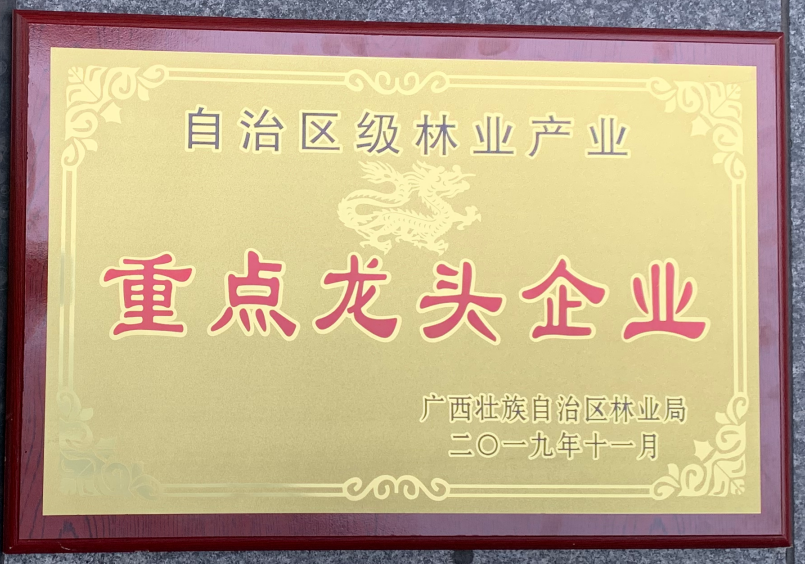 自治区级林业产业
重点龙头企业
广西壮族自治区林业局
二〇一九年十一月